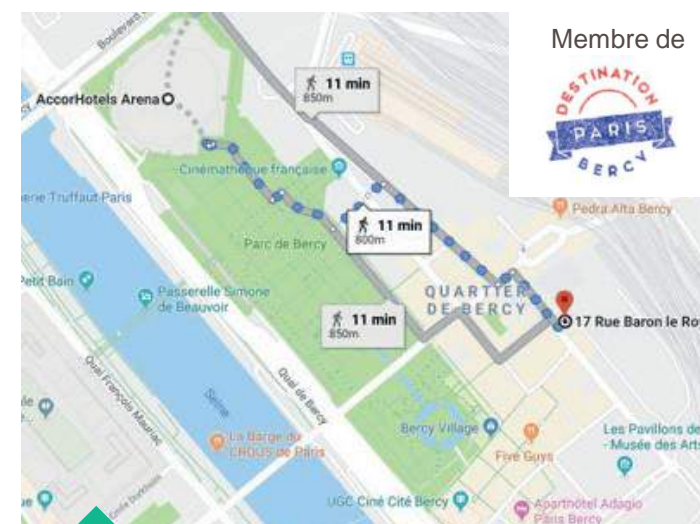 Membre de
DESTINATION
PARIS
BERCY
Boulevard
11 min
850m
AccorHotels Arena
Cinémathèque française
Truffaut Paris
Pedra Alta Bercy
11 min
800m
Parc de Bercy
Petit Bain
Passerelle Simone
de Beauvoir
QUARTIER
DE BERCY
11 min
850m
17 Rue Baron le Ro
Quai François Mauriac
Seine
Quai de Bercy
La Barge du
CROUS de Paris
Bercy Village
Five Guys
Les Pavillons de
- Musée des Arts
UGC Ciné Cité Bercy
Aparthotel Adagio
Paris Bercy